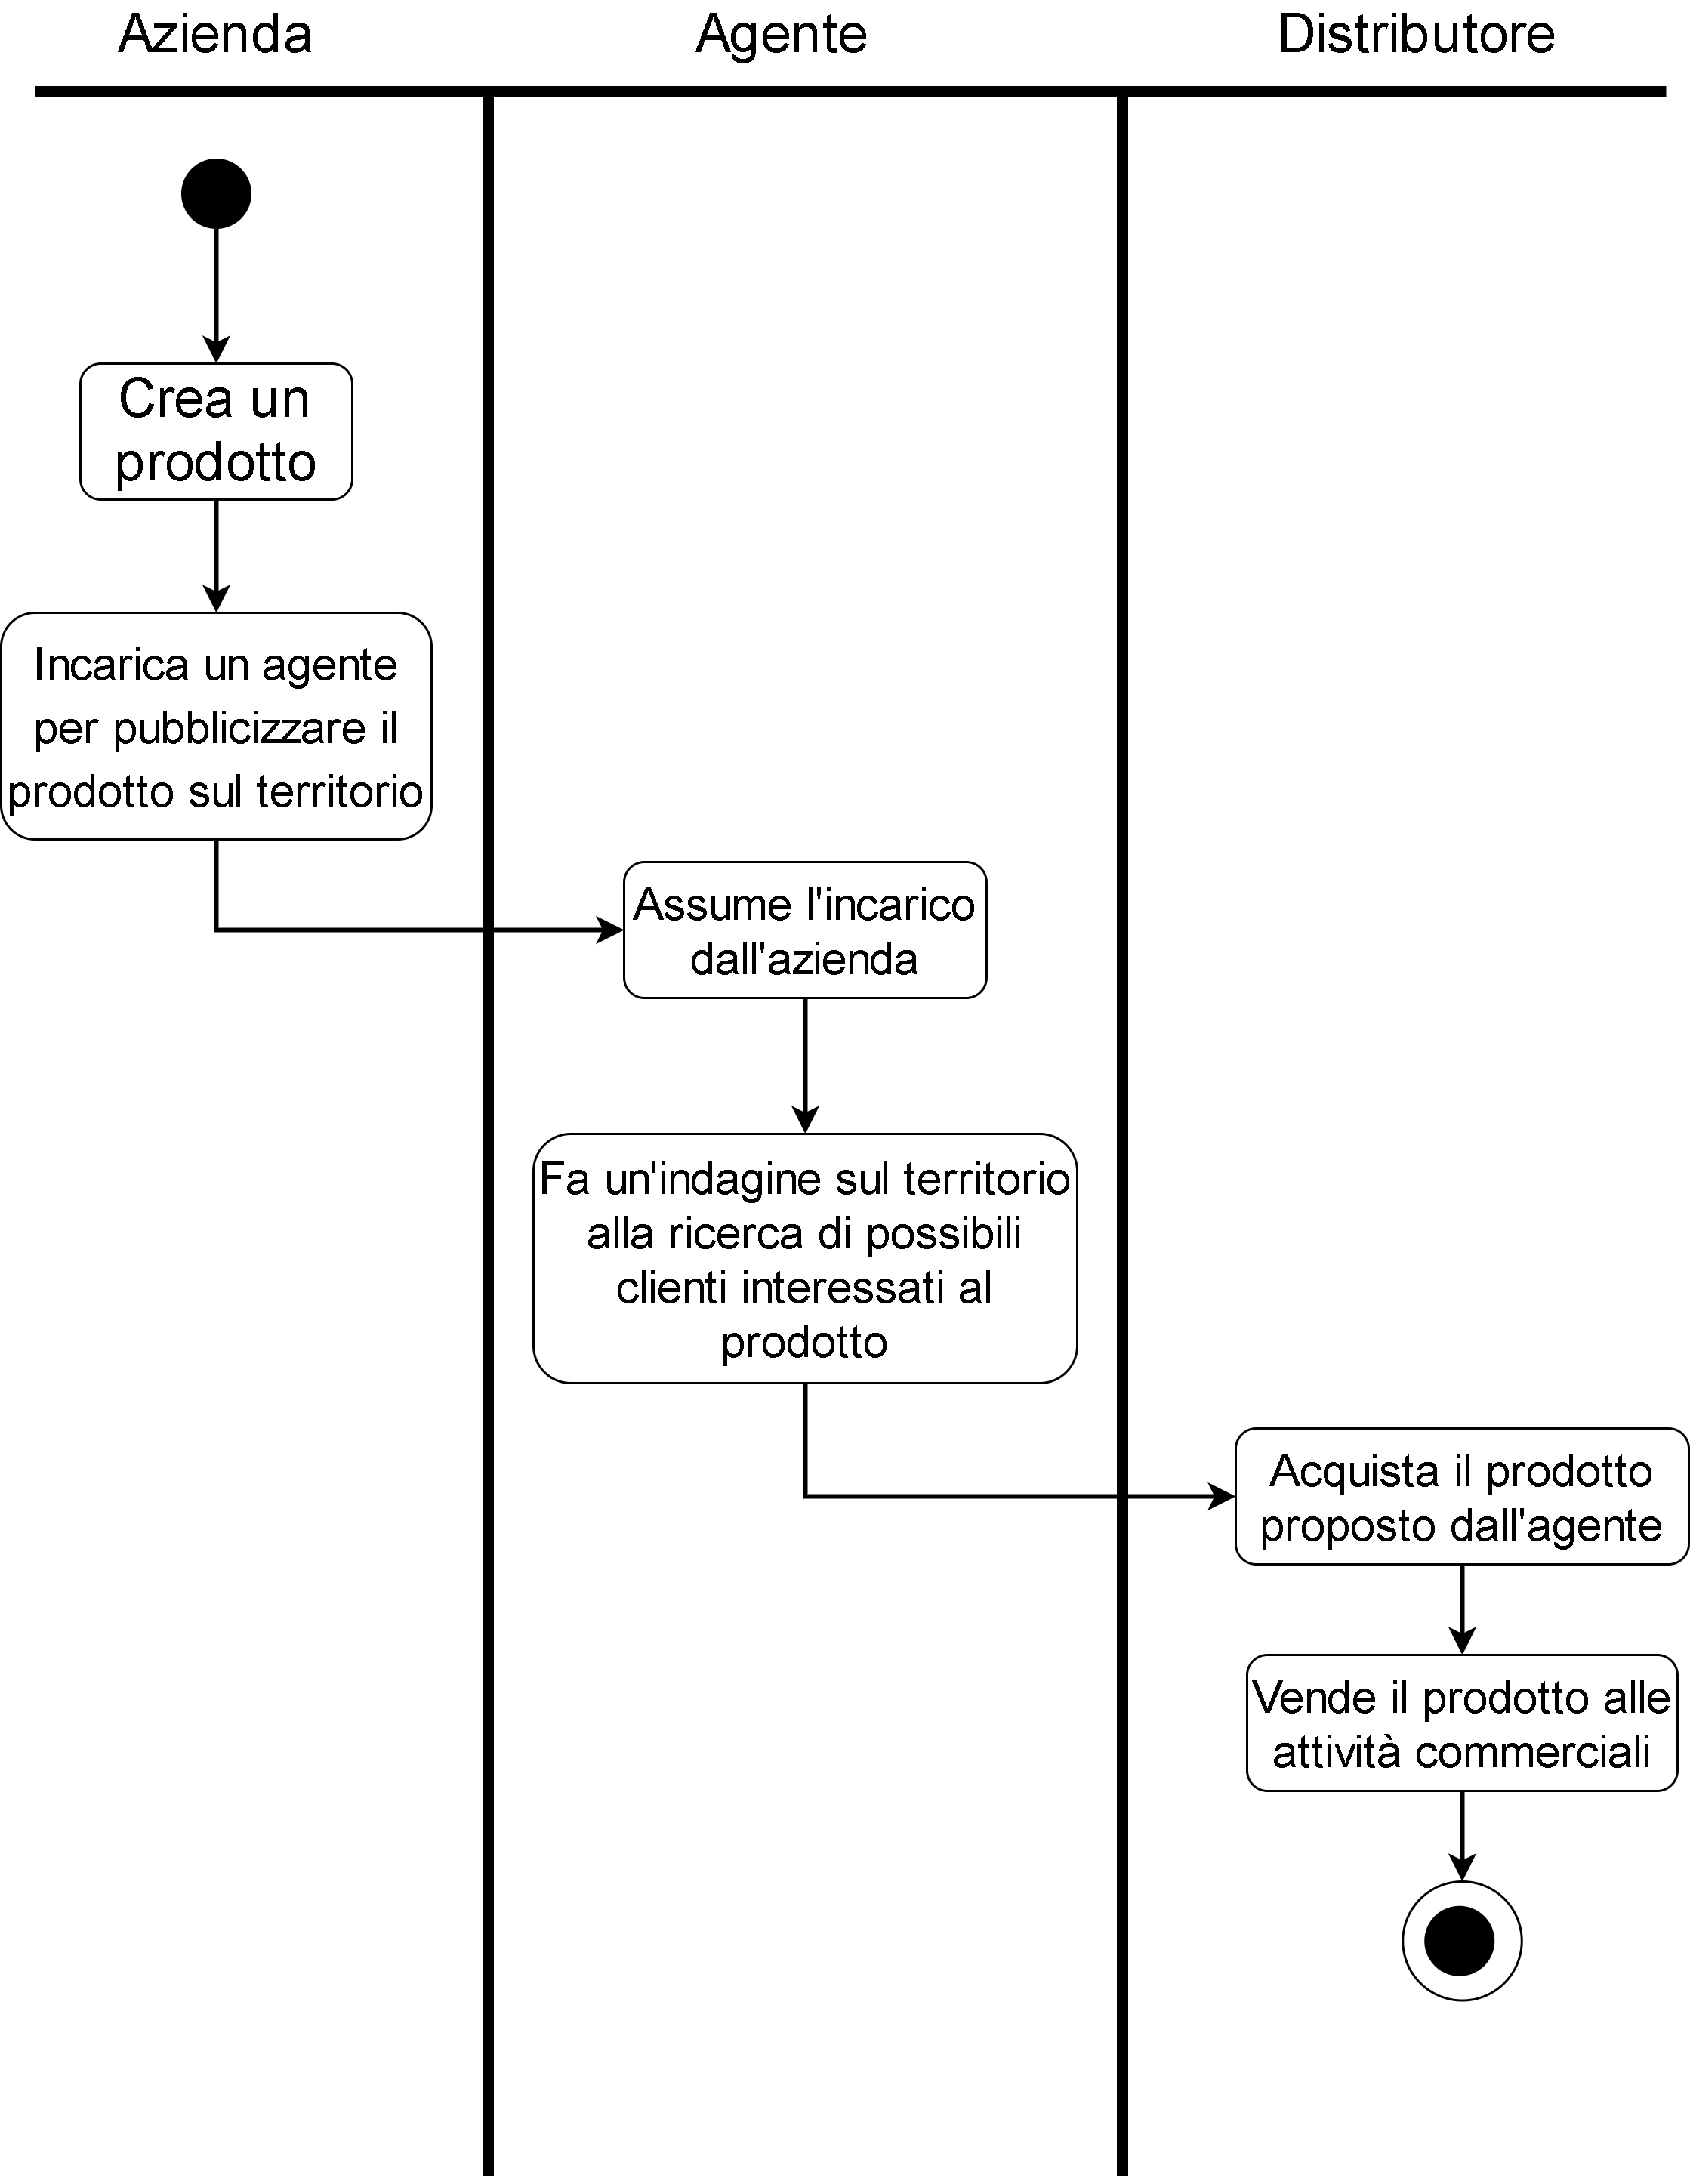 Azienda
Agente
Distributore
Crea un
prodotto
Incarica un agente
per pubblicizzare il
prodotto sul territorio
Assume l'incarico
dall'azienda
Fa un'indagine sul territorio
alla ricerca di possibili
clienti interessati al
prodotto
Acquista il prodotto
proposto dall'agente
Vende il prodotto alle
attività commerciali